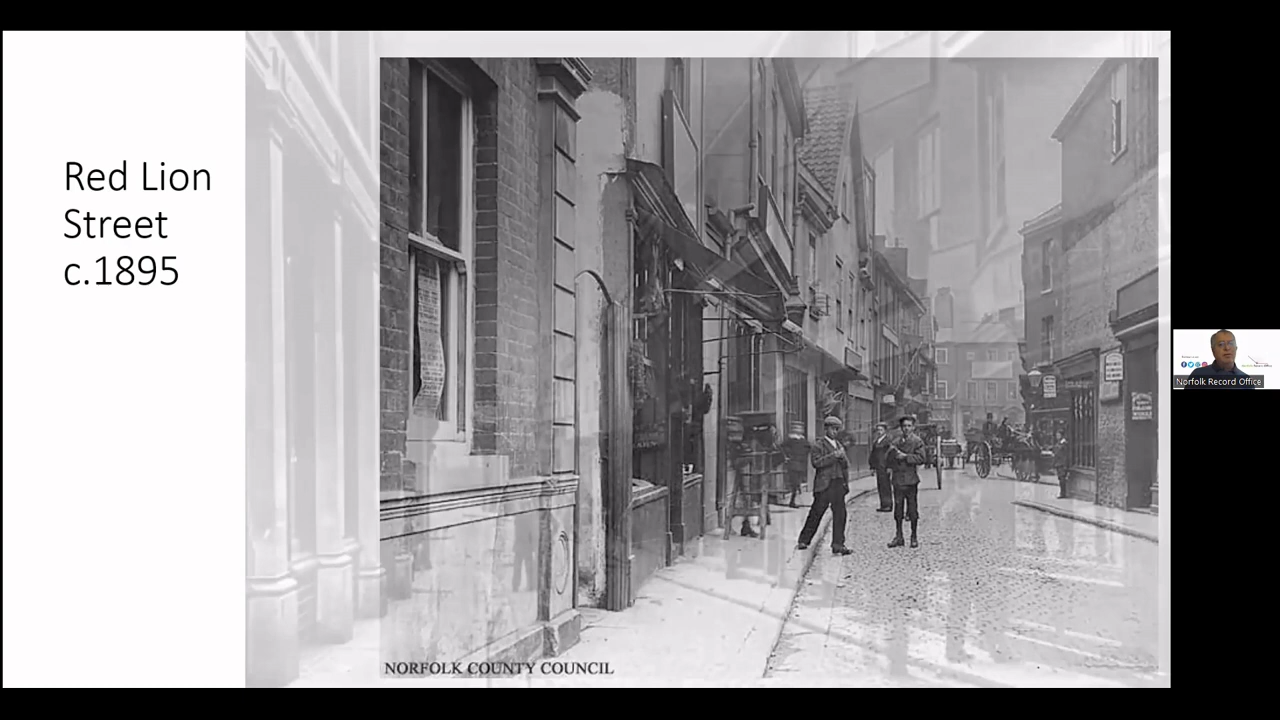 Red Lion
Street
c.1895
NORFOLK COUNTY COUNCIL
Norfolk Record Office